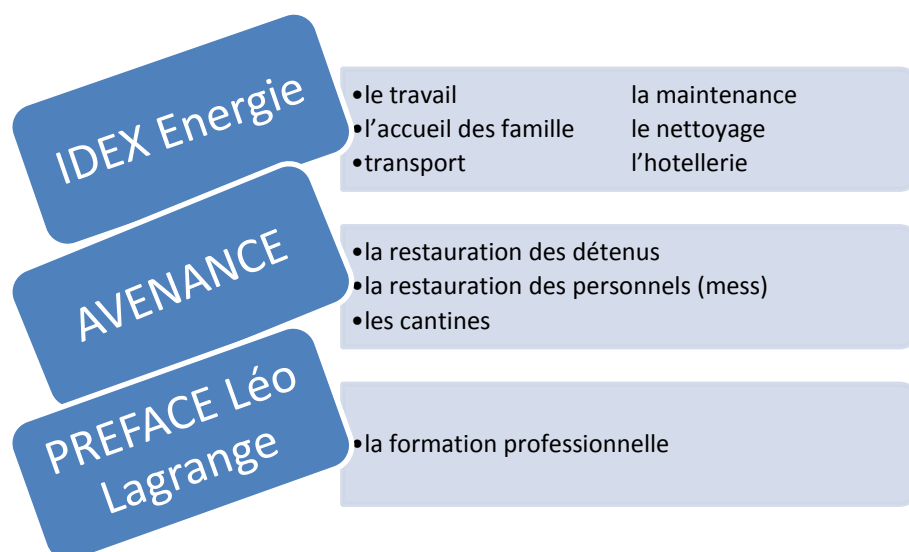 IDEX Energie
•le travail la maintenance
•l'accueil des famille le nettoyage
•transport l'hotellerie
AVENANCE
•la restauration des détenus
•la restauration des personnels (mess)
•les cantines
PREFACE Léo
Lagrange
•la formation professionnelle